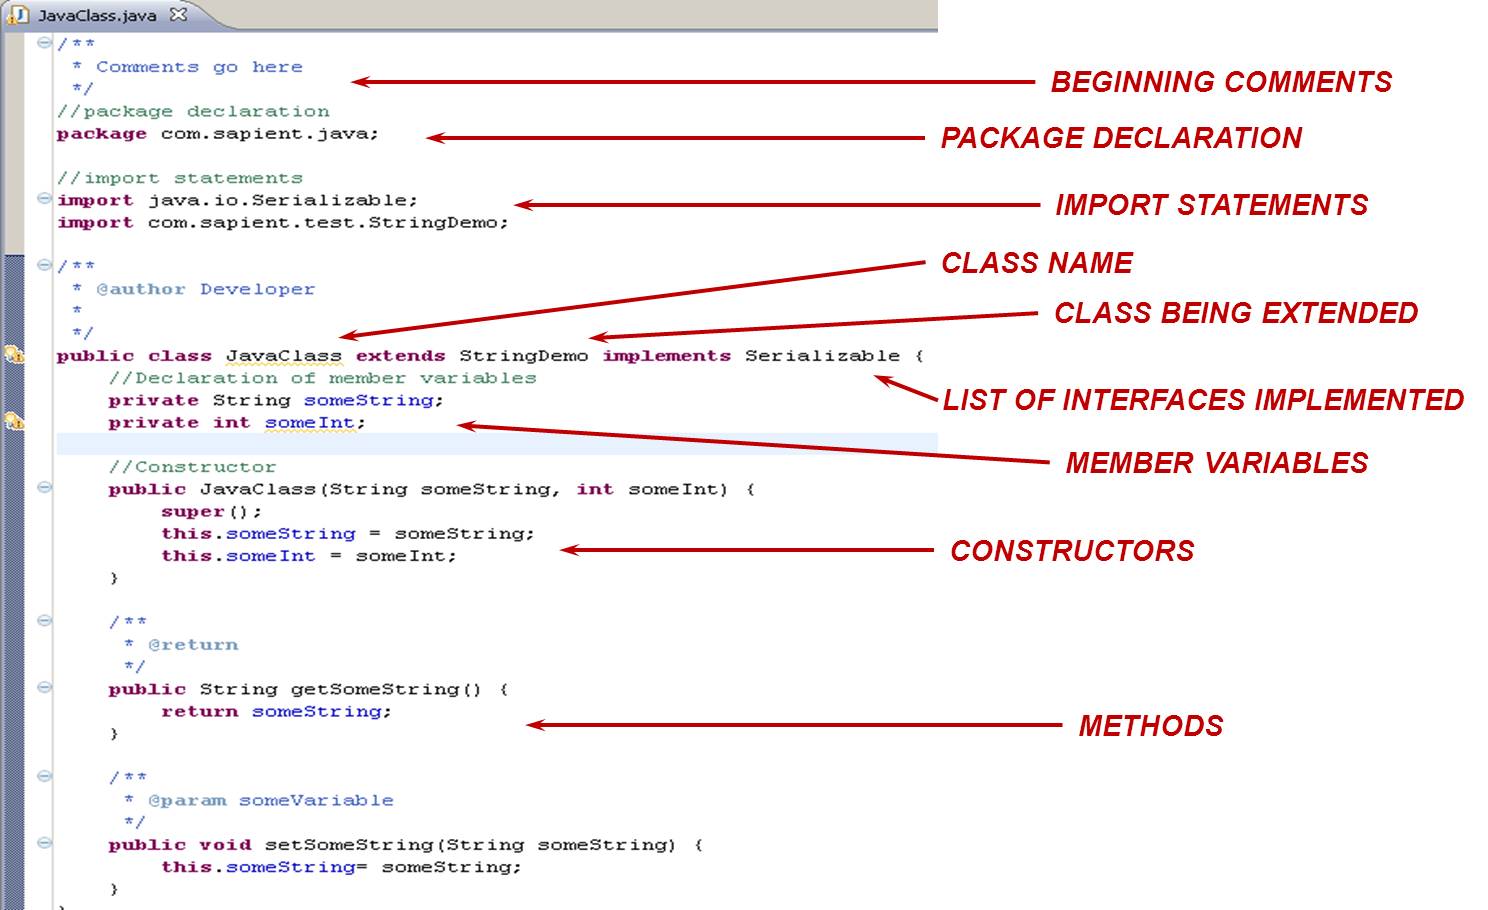 JavaClass.java
/**
* Comments go here
*/
BEGINNING COMMENTS
//package declaration
package com.sapient.java;
PACKAGE DECLARATION
//import statements
import java.io.Serializable;
IMPORT STATEMENTS
import com.sapient.test.StringDemo;
CLASS NAME
/**
* @author Developer
*
*/
CLASS BEING EXTENDED
public class JavaClass extends StringDemo implements Serializable {
//Declaration of member variables
private String someString;
LIST OF INTERFACES IMPLEMENTED
private int someInt;
MEMBER VARIABLES
//Constructor
public JavaClass(String someString, int someInt) {
super();
this.someString = someString;
this.someInt = someInt;
CONSTRUCTORS
}
/**
* @return
*/
public String getSomeString() {
return someString;
METHODS
}
/**
* @param someVariable
*/
public void setSomeString(String someString) {
this.someString= someString;
}